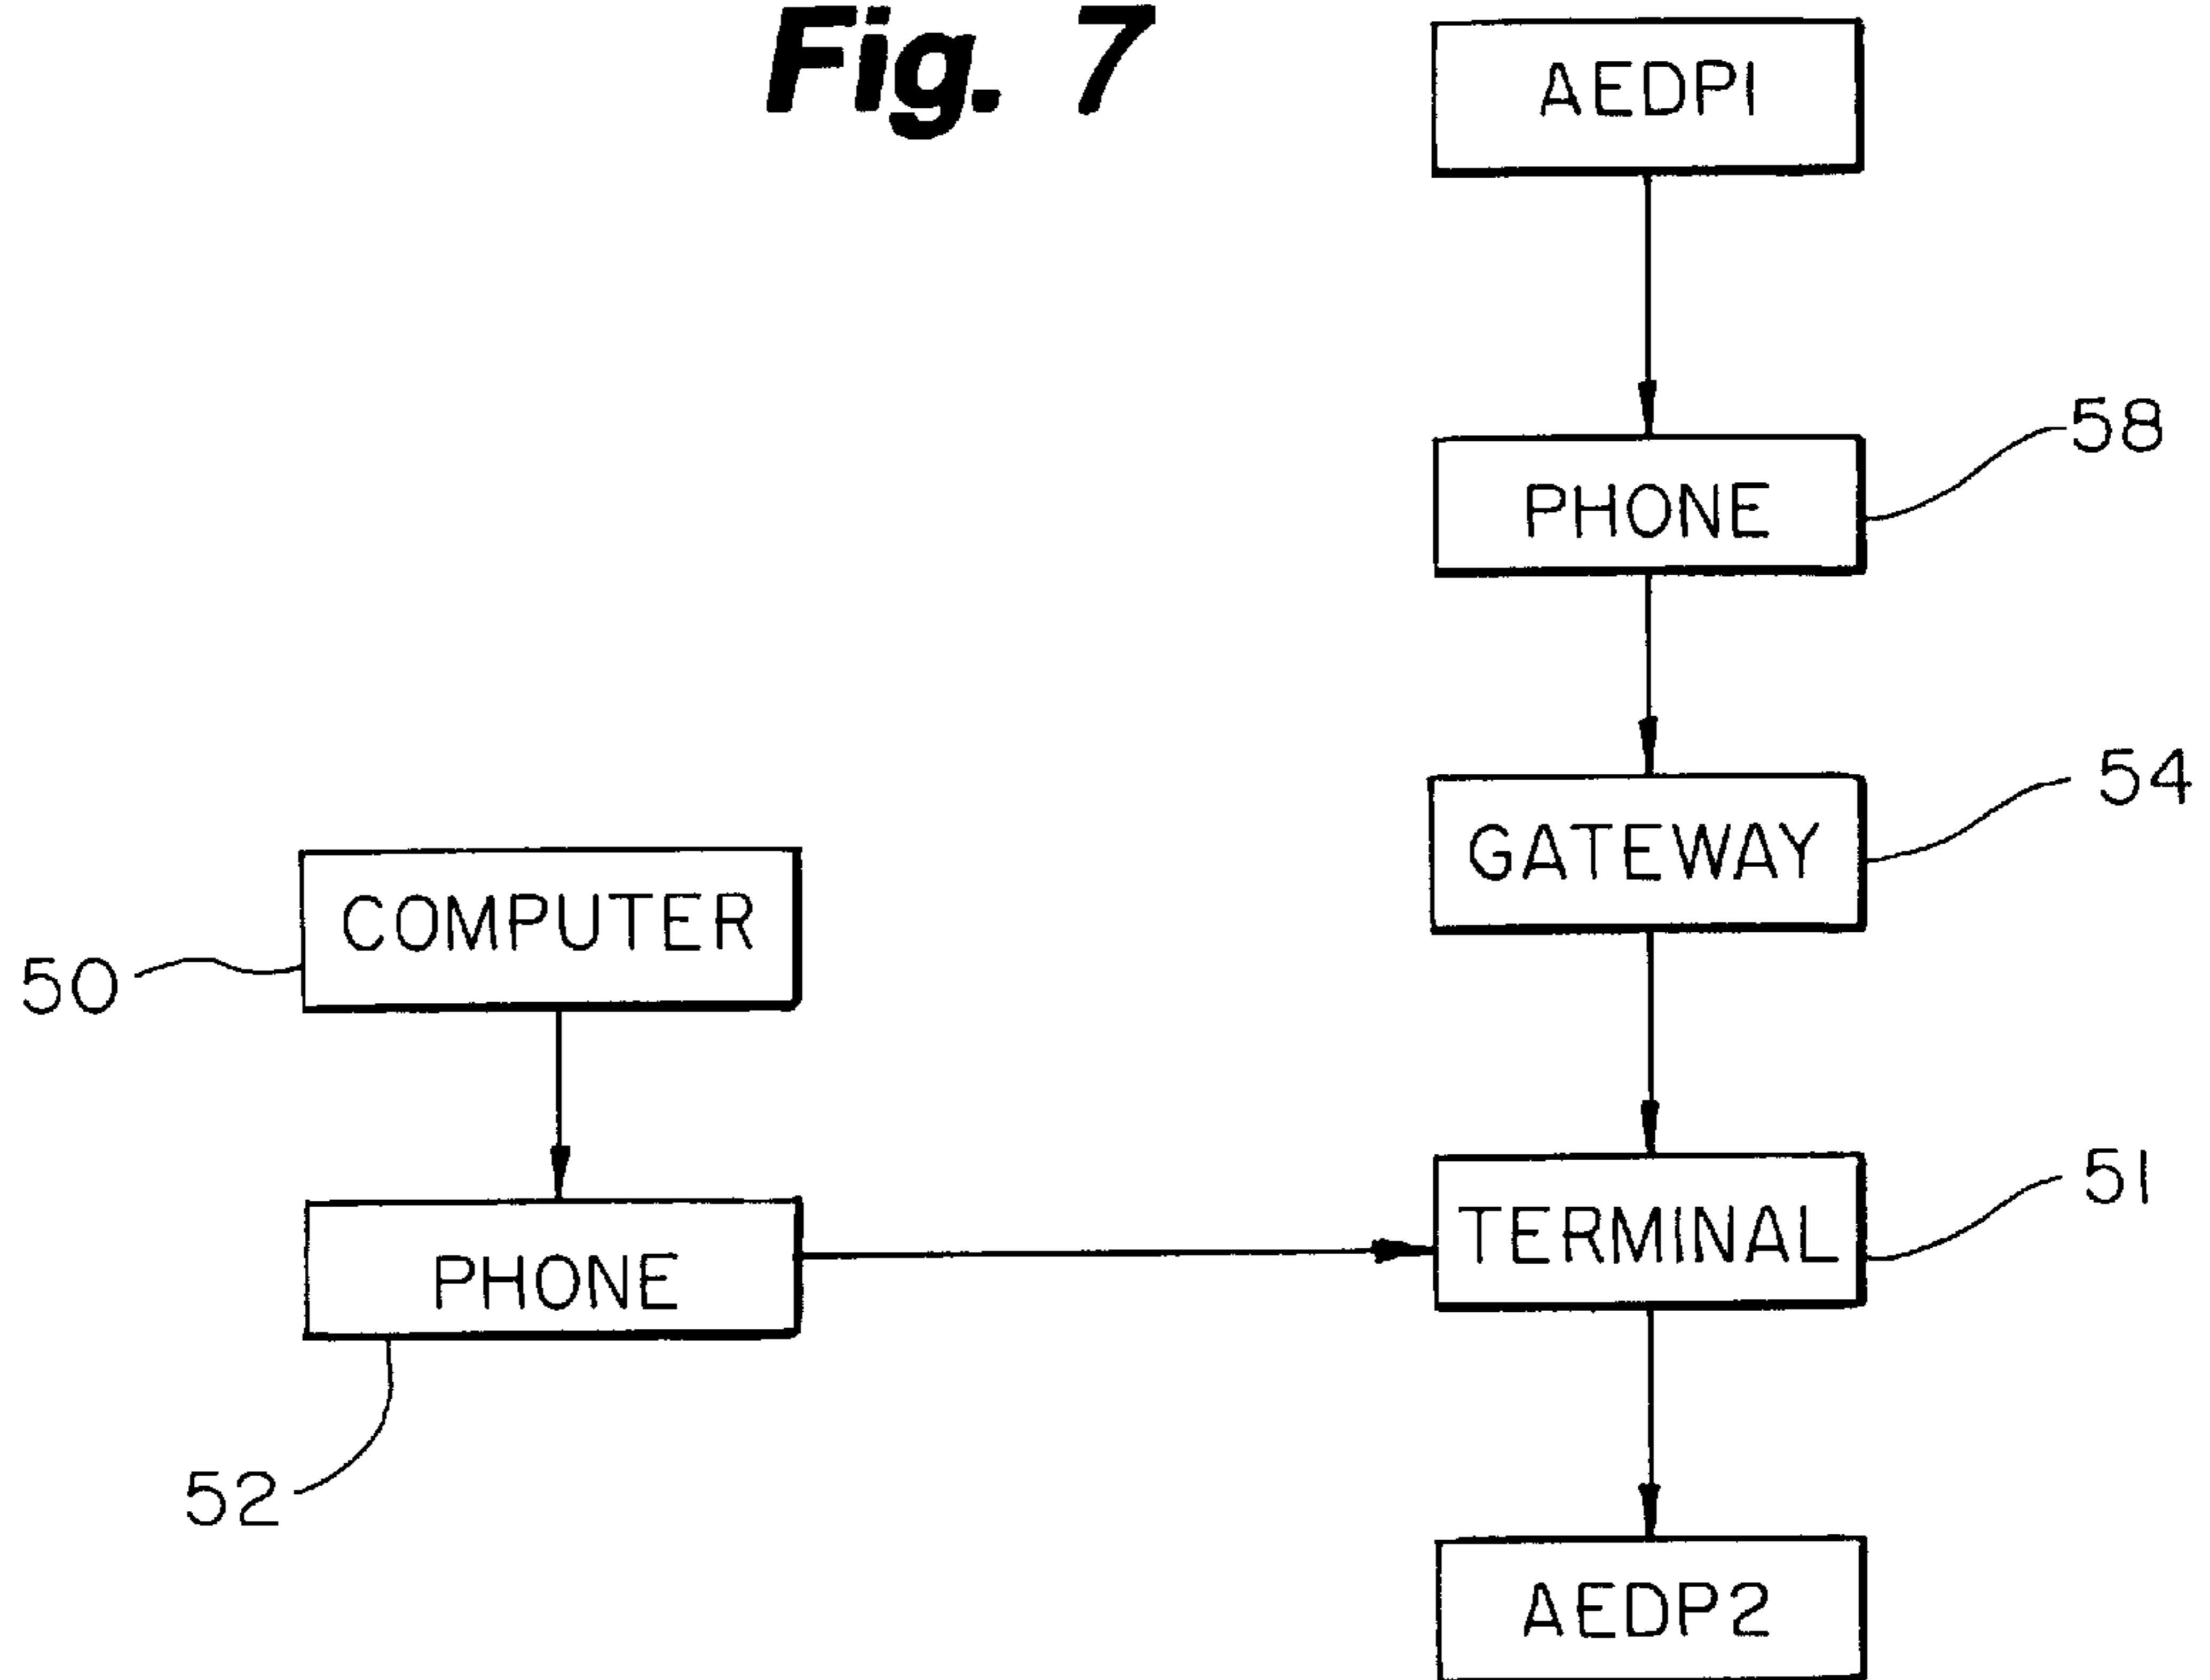 Fig. 7
AEDP1
PHONE
58
GATEWAY
54
COMPUTER
50
PHONE
52
TERMINAL
51
AEDP2